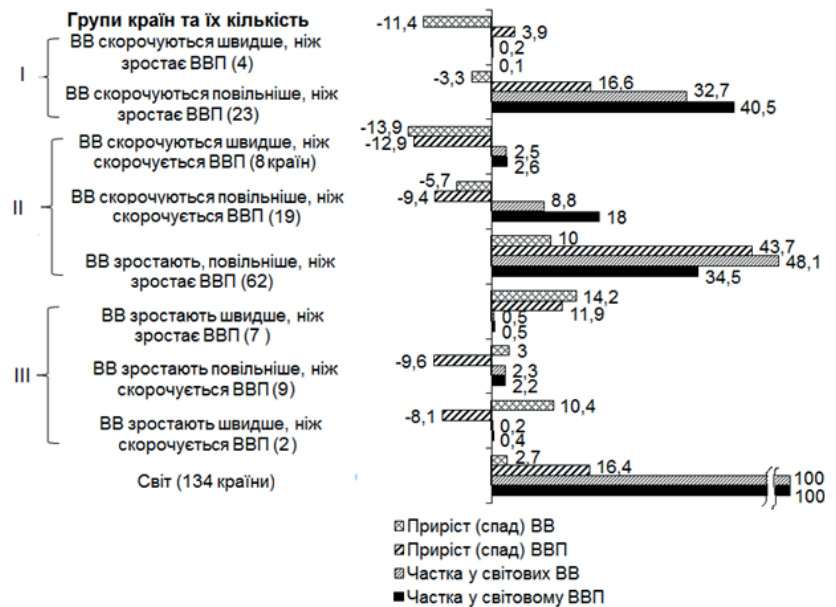 Групи країн та їх кількість
I
ВВ скорочуються швидше, ніж
зростає ВВП (4)
-11,4
3,9
0,2
0,1
ВВ скорочуються повільніше, ніж
зростає ВВП (23)
-3,3
16,6
32,7
40,5
II
ВВ скорочуються швидше, ніж
скорочується ВВП (8 країн)
-13,9
-12,9
2,5
2,6
ВВ скорочуються повільніше, ніж
скорочується ВВП (19)
-5,7
-9,4
8,8
18
ВВ зростають, повільніше, ніж
зростає ВВП (62)
10
43,7
48,1
34,5
III
ВВ зростають швидше, ніж
зростає ВВП (7 )
14,2
11,9
0,5
0,5
ВВ зростають повільніше, ніж
скорочується ВВП (9)
3
-9,6
2,3
2,2
ВВ зростають швидше, ніж
скорочується ВВП (2)
10,4
-8,1
0,2
0,4
Світ (134 країни)
2,7
16,4
100
100
Приріст (спад) ВВ
Приріст (спад) ВВП
Частка у світових ВВ
Частка у світовому ВВП